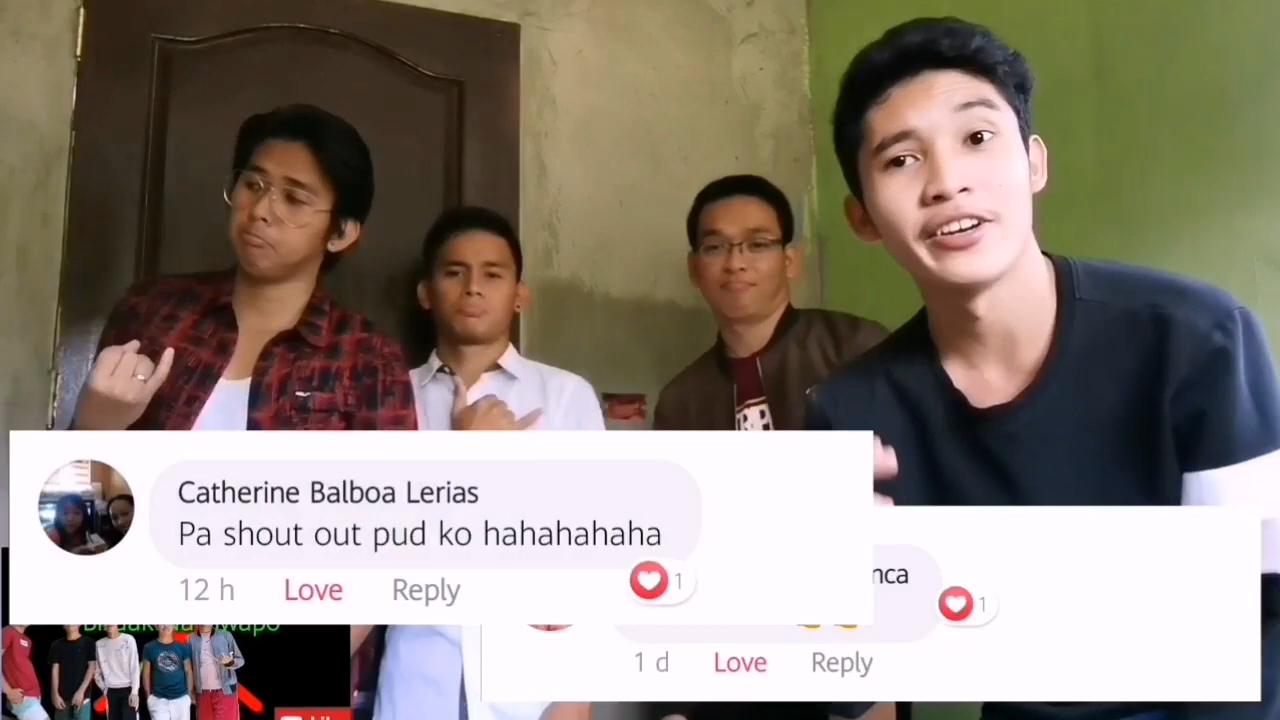 Catherine Balboa Lerias
Pa shout out pud ko hahahahaha
12 h Love Reply
1
nca
1
1 d Love Reply